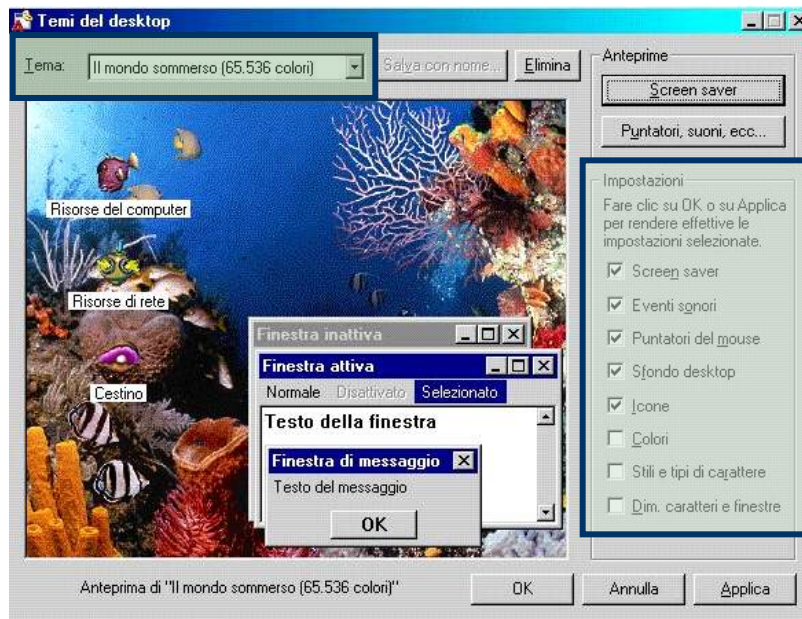 Temi del desktop
Tema: Il mondo sommerso (65.536 colori) Salva con nome... Elimina
Anteprime
Screen saver
Puntatori, suoni, ecc...
Risorse del computer
Risorse di rete
Cestino
Finestra inattiva
Finestra attiva
Normale Disattivato Selezionato
Testo della finestra
Finestra di messaggio
Testo del messaggio
OK
Impostazioni
Fare clic su OK o su Applica
per rendere effettive le
impostazioni selezionate.
Screen saver
Eventi sonori
Puntatori del mouse
Sfondo desktop
Icone
Colori
Stili e tipi di carattere
Dim. caratteri e finestre
Anteprima di "Il mondo sommerso (65.536 colori)" OK Annulla Applica